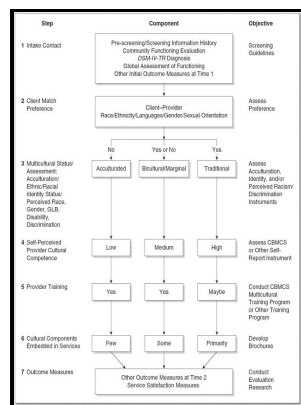 Step Component Objective
1 Intake Contact
Pre-screening/Screening Information History
Community Functioning Evaluation
DSM-IV-TR Diagnosis
Global Assessment of Functioning
Other Initial Outcome Measures at Time 1
Screening
Guidelines
2 Client Match
Preference
Client–Provider
Race/Ethnicity/Languages/Gender/Sexual Orientation
Assess
Preference
No Yes or No Yes
3 Multicultural Status/
Assessment:
Acculturation/
Ethnic/Racial
Identity Status/
Perceived Race,
Gender, GLB,
Disability,
Discrimination
Acculturated Bicultural/Marginal Traditional
Assess
Acculturation,
Identity, and/or
Perceived Racism/
Discrimination
Instruments
4 Self-Perceived
Provider Cultural
Competence
Low Medium High
Assess CBMCS
or Other Self-
Report Instrument
5 Provider Training
Yes Yes Maybe
Conduct CBMCS
Multicultural
Training Program
or Other Training
Program
6 Cultural Components
Embedded in Services
Few Some Primarily
Develop
Brochures
7 Outcome Measures
Other Outcome Measures at Time 2
Service Satisfaction Measures
Conduct
Evaluation
Research